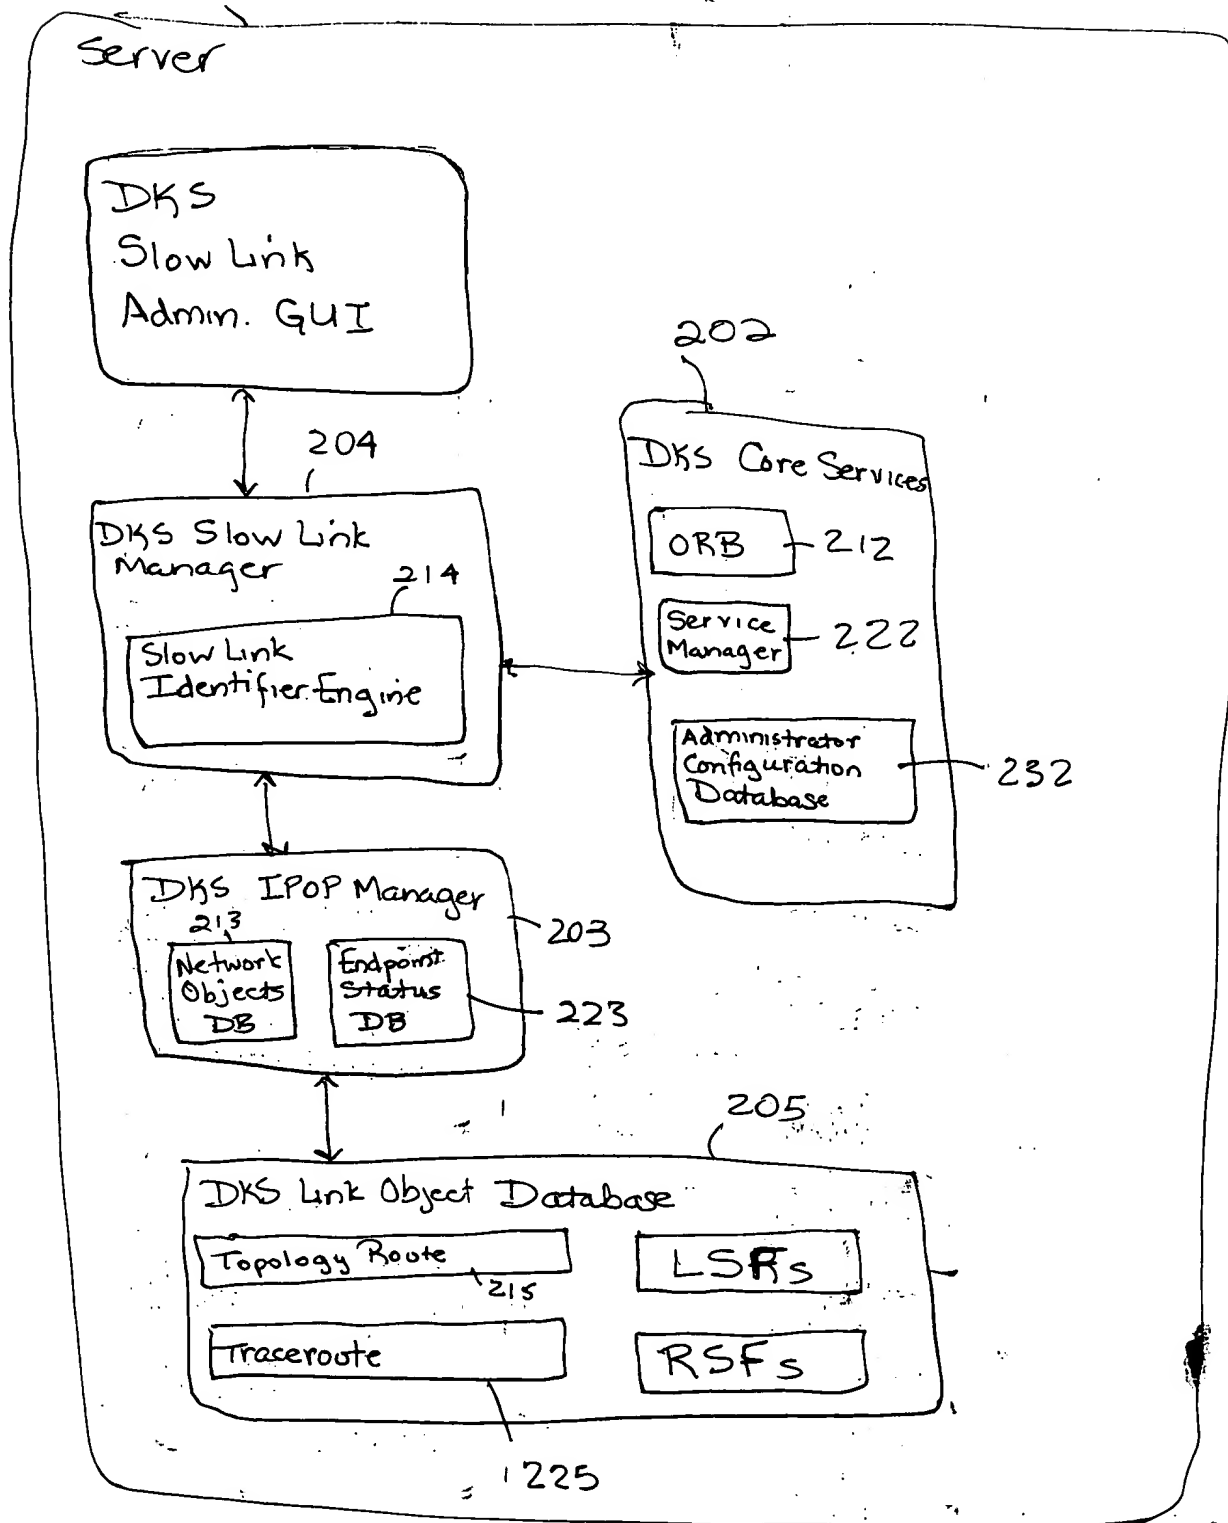 Server
DKS
Slow Link
Admin. GUI
202
204
DKS Core Services
DKS Slow Link
Manager
ORB
212
214
Service
Manager
222
Slow Link
Identifier Engine
Administrator
Configuration
Database
232
DKS IPOP Manager
203
213
Network
Objects
DB
Endpoint
Status
DB
223
205
DKS Link Object Database
Topology Route
215
LSFs
Traceroute
RSFs
225